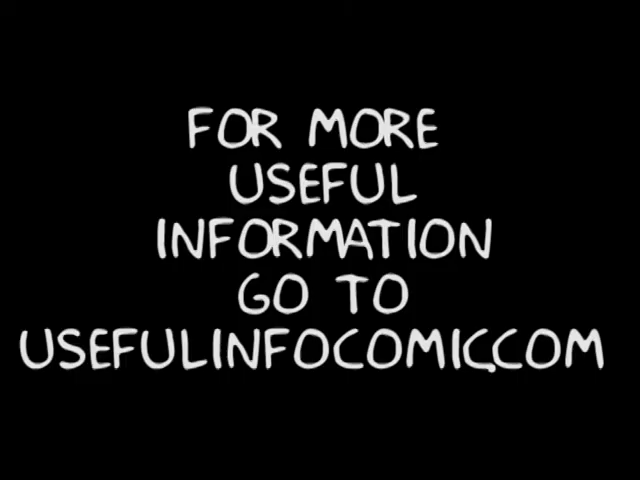 FOR MORE
USEFUL
INFORMATION
GO TO
USEFULINFOCOMIC.COM